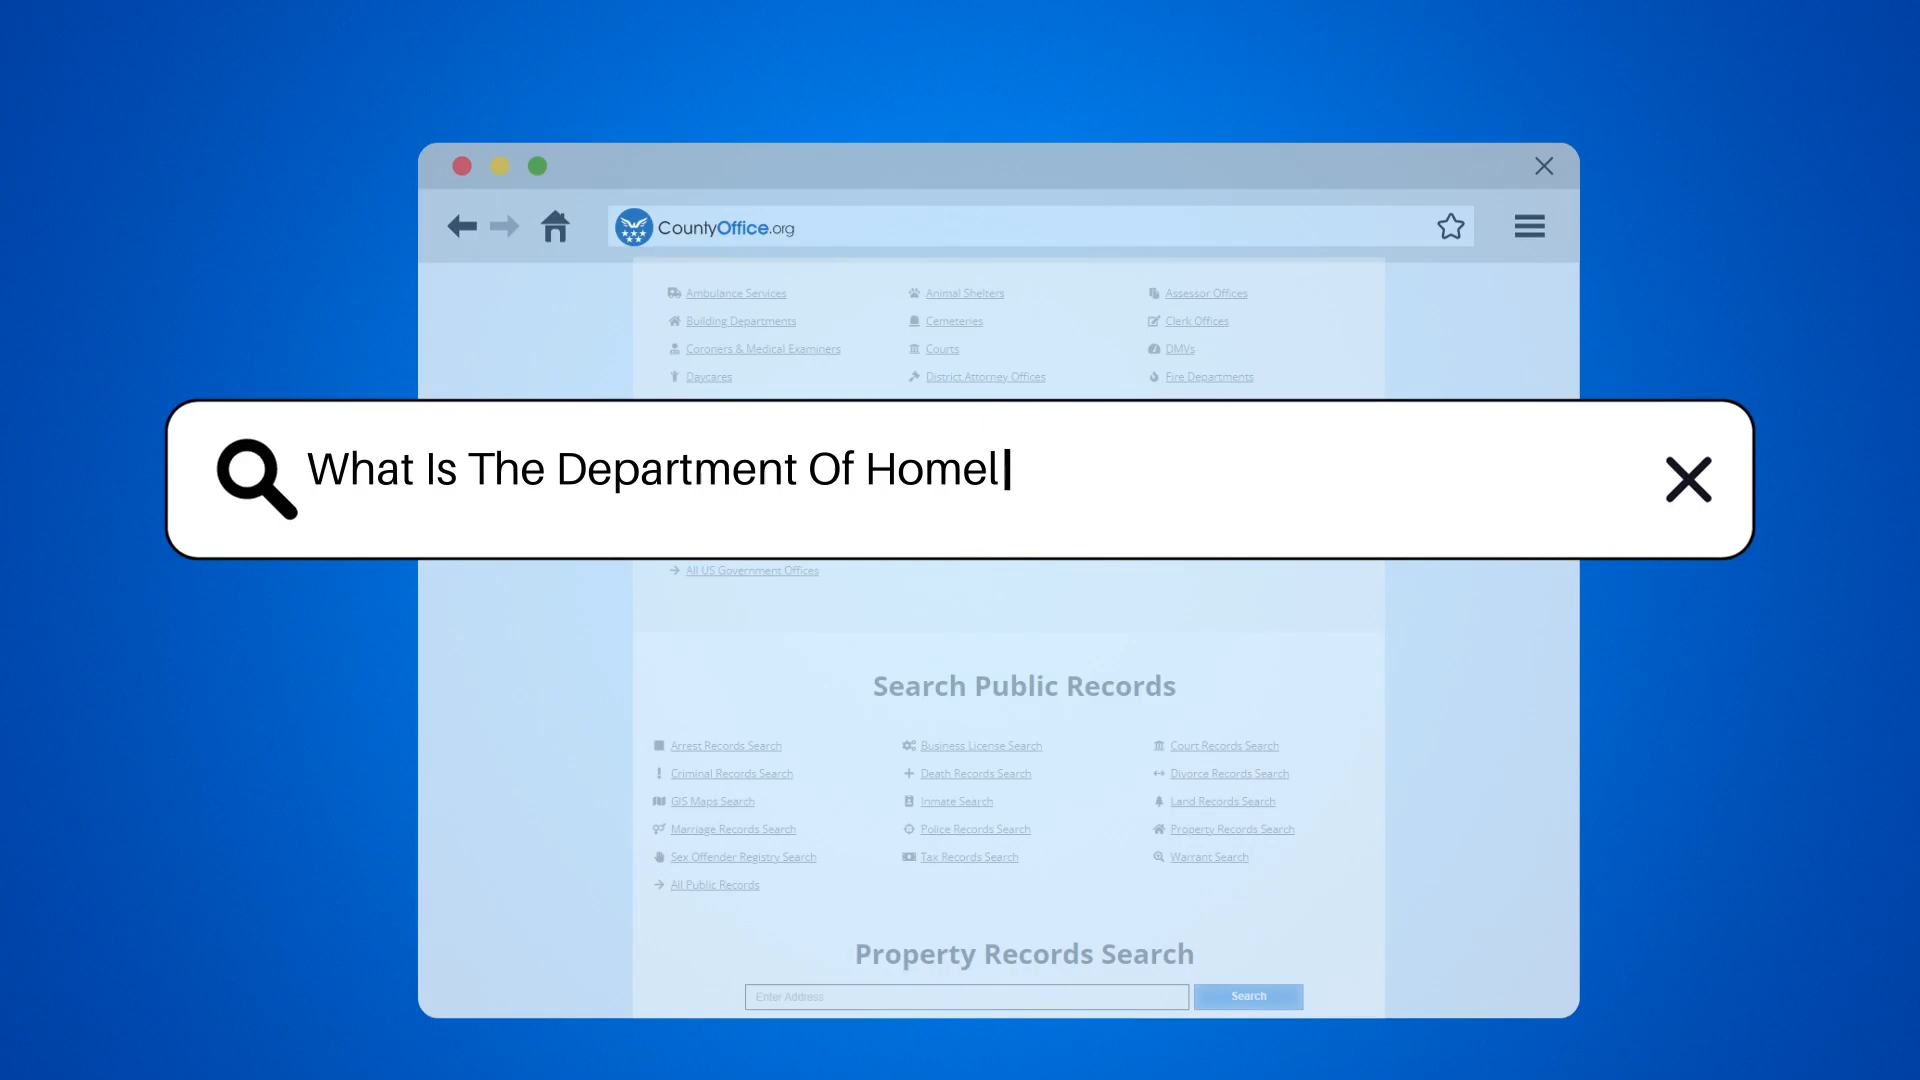 CountyOffice.org
Ambulance Services Animal Shelters Assessor Offices
Building Departments Cemeteries Clerk Offices
Coroners & Medical Examiners Courts DMVs
Daycares District Attorney Offices Fire Departments
What Is The Department Of Homel
All US Government Offices
Search Public Records
Arrest Records Search Business License Search Court Records Search
Criminal Records Search Death Records Search Divorce Records Search
GIS Maps Search Inmate Search Land Records Search
Marriage Records Search Police Records Search Property Records Search
Sex Offender Registry Search Tax Records Search Warrant Search
All Public Records
Property Records Search
Enter Address Search